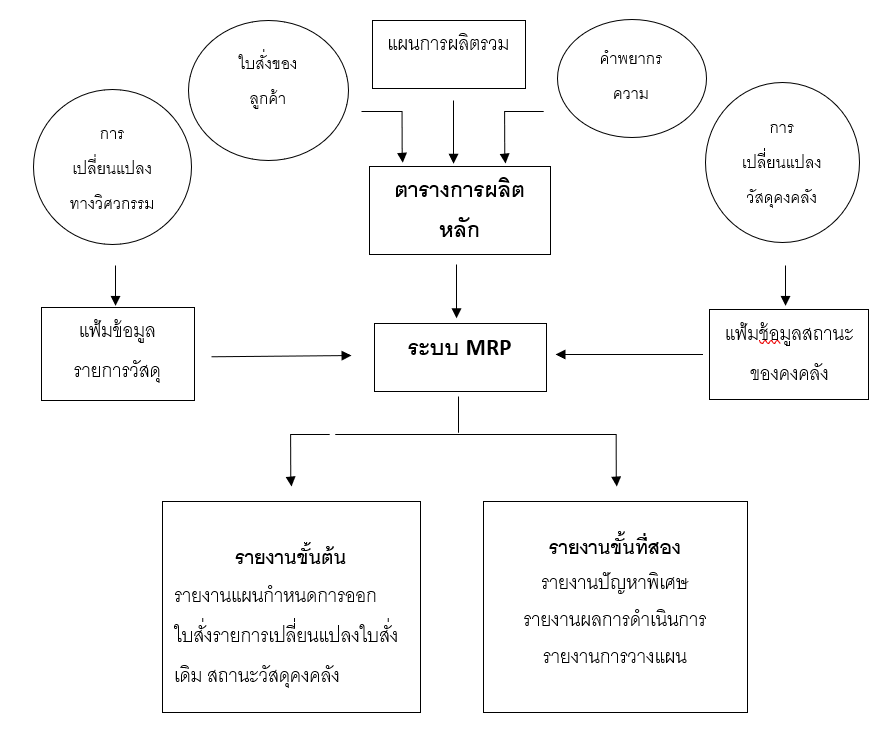 แผนการผลิตรวม
ใบสั่งของ
ลูกค้า
คำพยากร
ความ
การ
เปลี่ยนแปลง
ทางวิศวกรรม
การ
เปลี่ยนแปลง
วัสดุคงคลัง
ตารางการผลิต
หลัก
แฟ้มข้อมูล
รายการวัสดุ
ระบบ MRP
แฟ้มช้อมูลสถานะ
ของคงคลัง
รายงานขั้นต้น
รายงานแผนกำหนดการออก
ใบสั่งรายการเปลี่ยนแปลงใบสั่ง
เดิม สถานะวัสดุคงคลัง
รายงานขั้นที่สอง
รายงานปัญหาพิเศษ
รายงานผลการดำเนินการ
รายงานการวางแผน